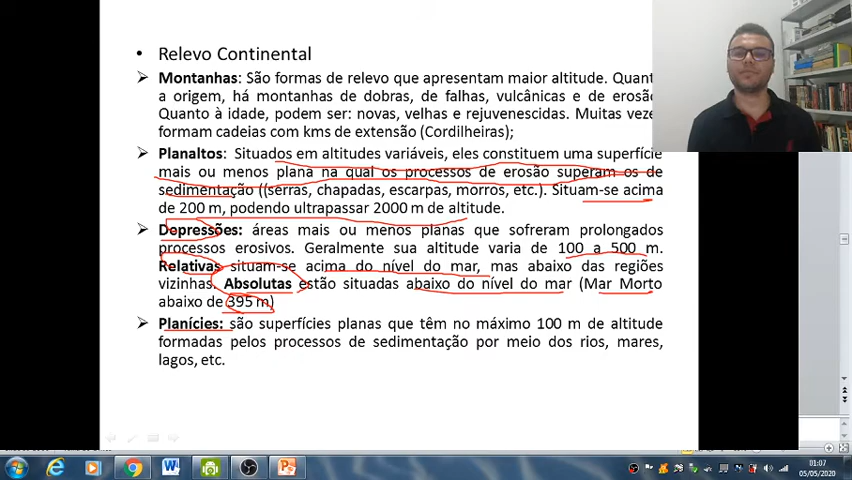 • Relevo Continental
➢ Montanhas: São formas de relevo que apresentam maior altitude. Quant
a origem, há montanhas de dobras, de falhas, vulcânicas e de erosão
Quanto à idade, podem ser: novas, velhas e rejuvenescidas. Muitas veze
formam cadeias com kms de extensão (Cordilheiras);
➢ Planaltos: Situados em altitudes variáveis, eles constituem uma superfície
mais ou menos plana na qual os processos de erosão superam os de
sedimentação ((serras, chapadas, escarpas, morros, etc.). Situam-se acima
de 200 m, podendo ultrapassar 2000 m de altitude.
➢ Depressões: áreas mais ou menos planas que sofreram prolongados
processos erosivos. Geralmente sua altitude varia de 100 a 500 m.
Relativas situam-se acima do nível do mar, mas abaixo das regiões
vizinhas. Absolutas estão situadas abaixo do nível do mar (Mar Morto
abaixo de 395 m)
➢ Planícies: são superfícies planas que têm no máximo 100 m de altitude
formadas pelos processos de sedimentação por meio dos rios, mares,
lagos, etc.
01:07
05/05/2020